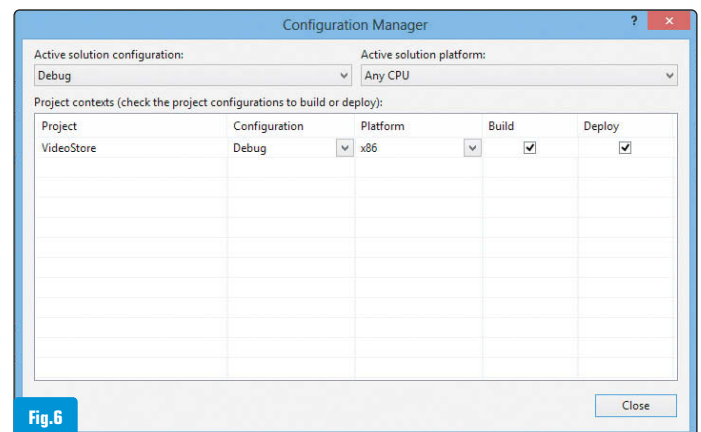 Configuration Manager
?
Active solution configuration:
Active solution platform:
Debug
Any CPU
Project contexts (check the project configurations to build or deploy):
Project Configuration Platform Build Deploy
VideoStore Debug x86
Close
Fig.6